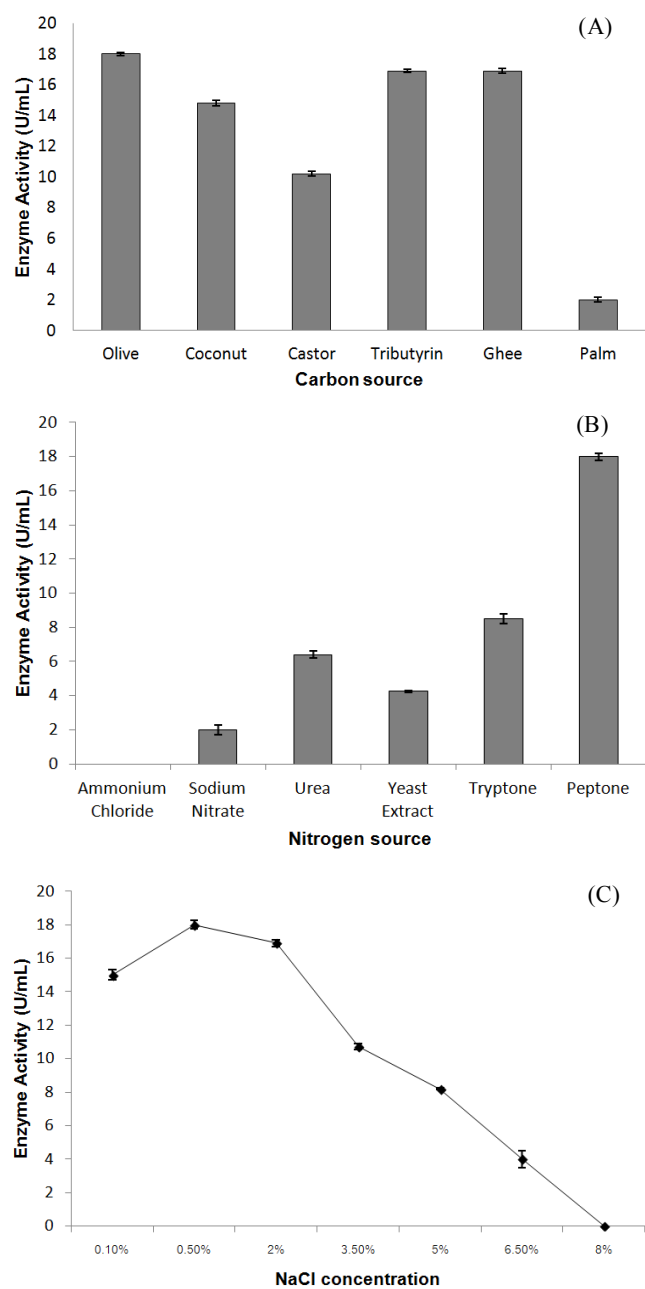 (A)
Enzyme Activity (U/mL)
20
18
16
14
12
10
8
6
4
2
0
Olive Coconut Castor Tributyrin Ghee Palm
Carbon source
(B)
Enzyme Activity (U/mL)
20
18
16
14
12
10
8
6
4
2
0
Ammonium Chloride Sodium Nitrate Urea Yeast Extract Tryptone Peptone
Nitrogen source
(C)
Enzyme Activity (U/mL)
20
18
16
14
12
10
8
6
4
2
0
0.10% 0.50% 2% 3.50% 5% 6.50% 8%
NaCl concentration